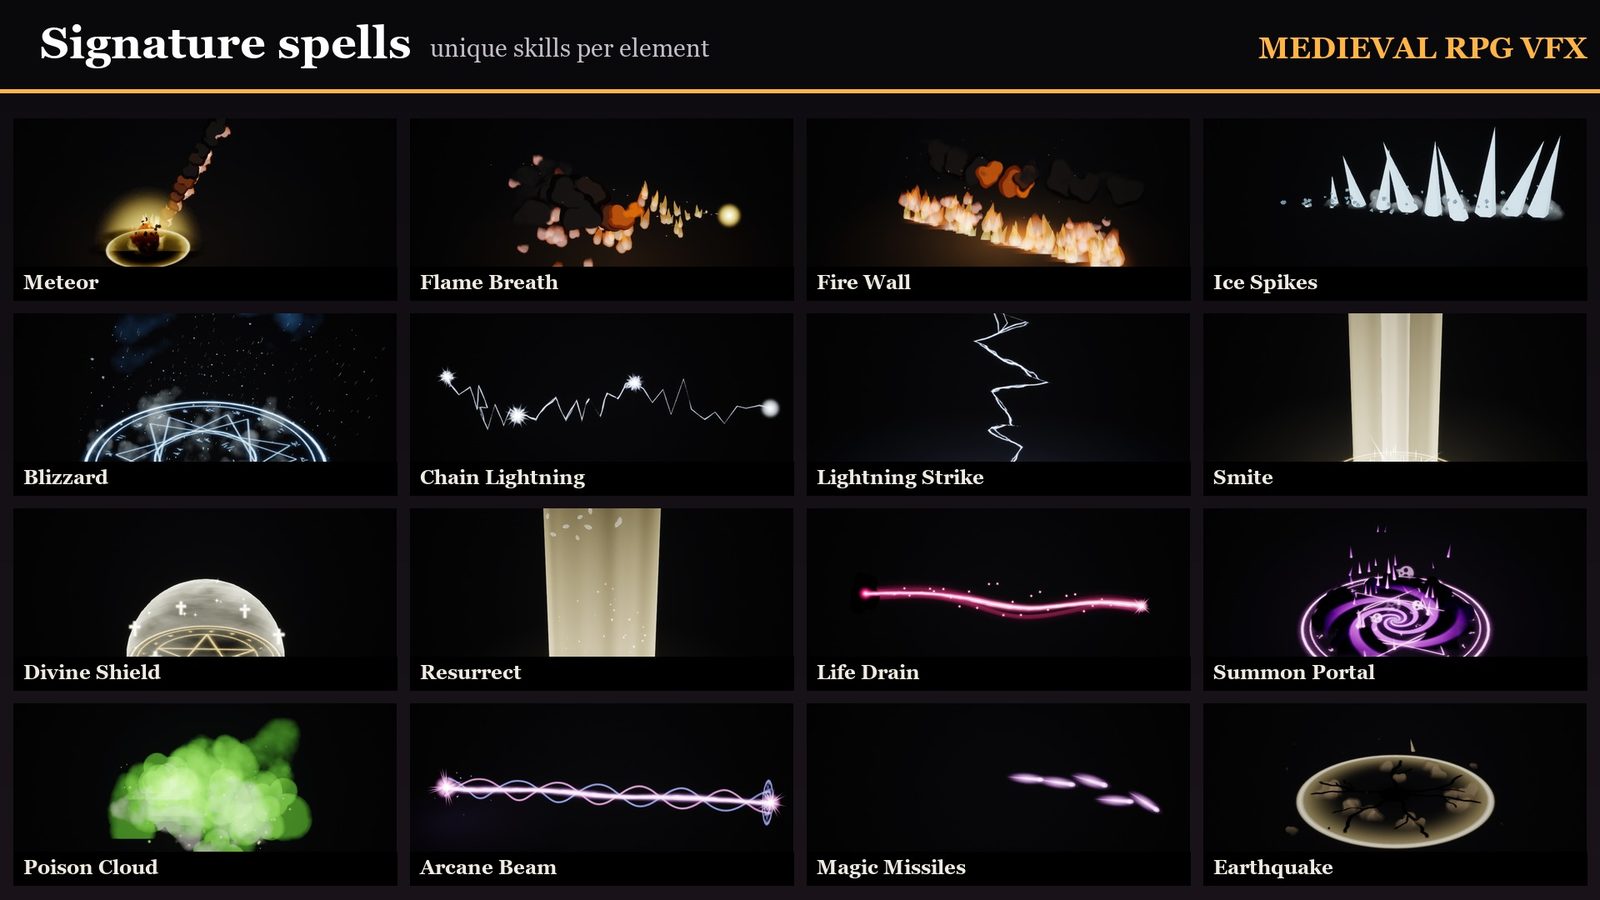 Signature spells unique skills per element
MEDIEVAL RPG VFX
Meteor
Flame Breath
Fire Wall
Ice Spikes
Blizzard
Chain Lightning
Lightning Strike
Smite
Divine Shield
Resurrect
Life Drain
Summon Portal
Poison Cloud
Arcane Beam
Magic Missiles
Earthquake